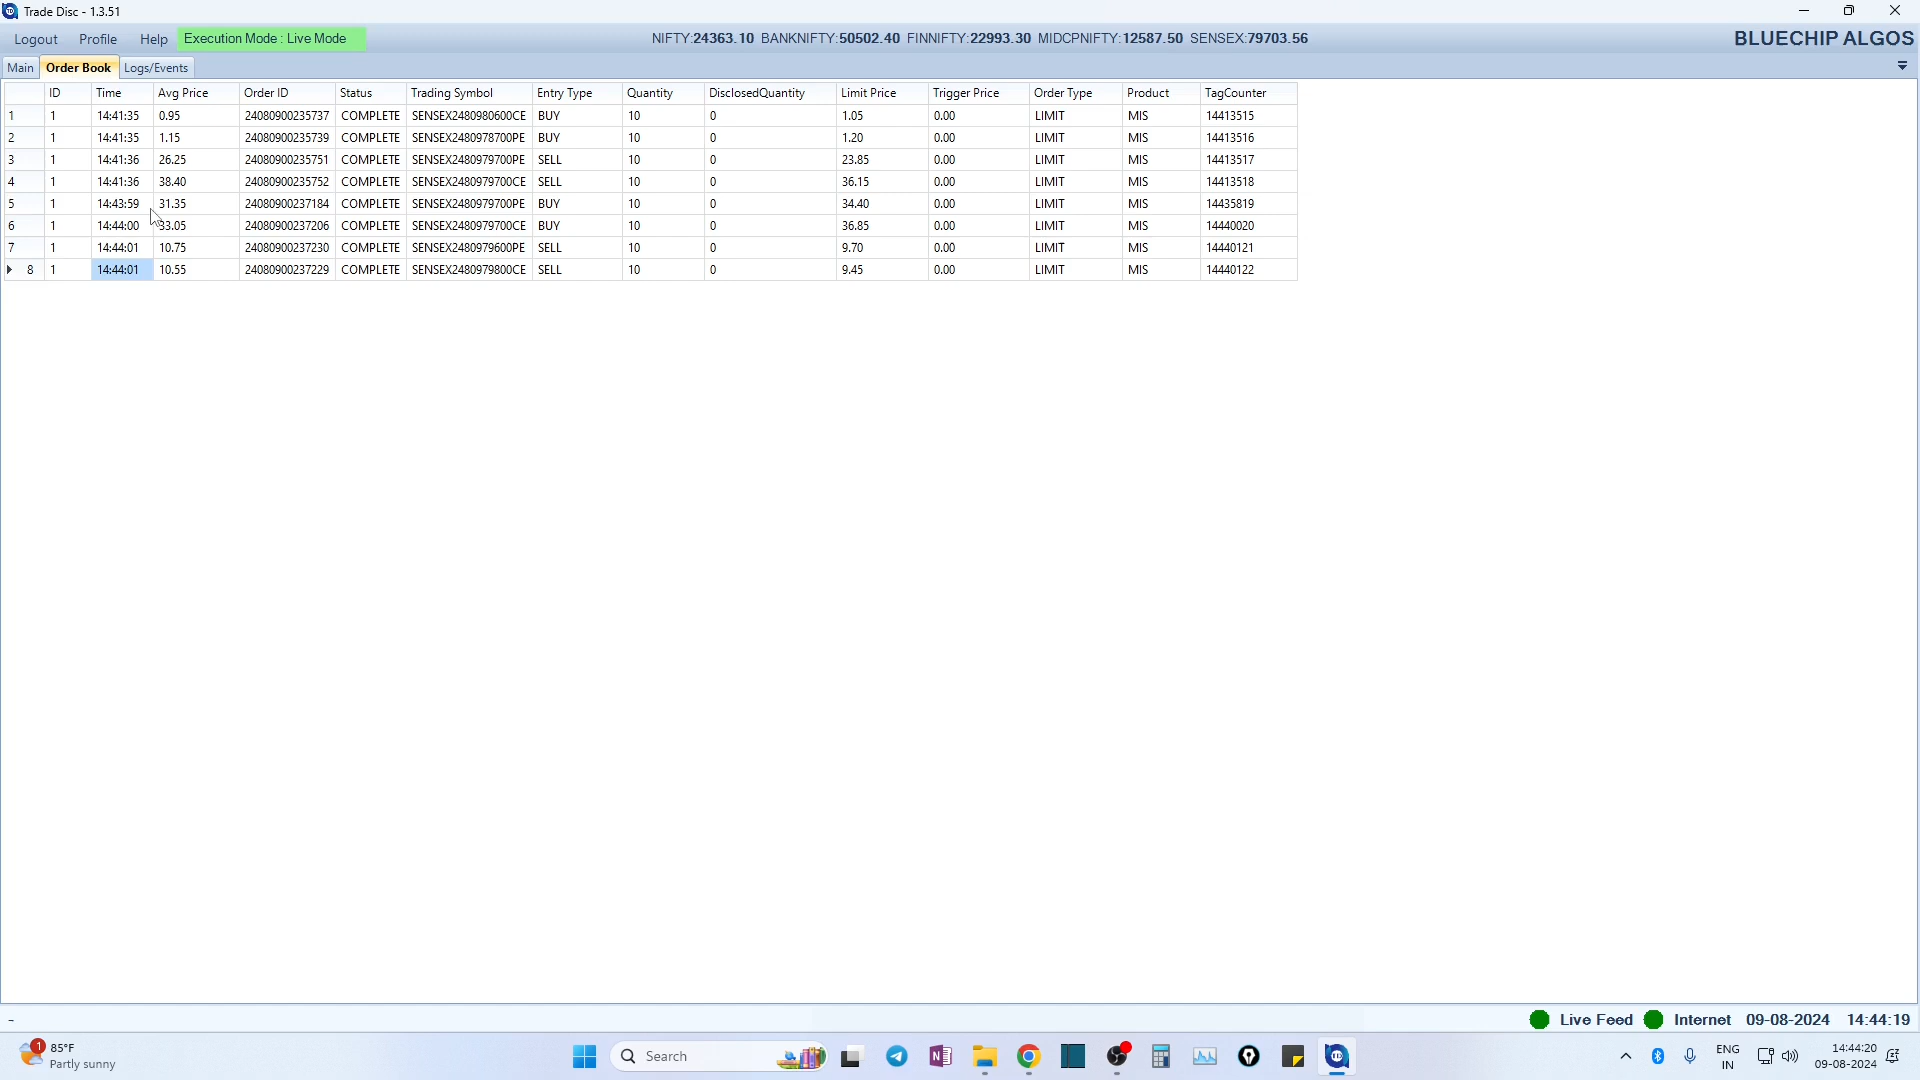 Trade Disc - 1.3.51
Logout Profile Help Execution Mode : Live Mode NIFTY:24363.10 BANKNIFTY:50502.40 FINNIFTY:22993.30 MIDCPNIFTY:12587.50 SENSEX:79703.56 BLUECHIP ALGOS
Main Order Book Logs/Events
ID Time Avg Price Order ID Status Trading Symbol Entry Type Quantity DisclosedQuantity Limit Price Trigger Price Order Type Product TagCounter
1 1 14:41:35 0.95 24080900235737 COMPLETE SENSEX2480980600CE BUY 10 0 1.05 0.00 LIMIT MIS 14413515
2 1 14:41:35 1.15 24080900235739 COMPLETE SENSEX2480978700PE BUY 10 0 1.20 0.00 LIMIT MIS 14413516
3 1 14:41:36 26.25 24080900235751 COMPLETE SENSEX2480979700PE SELL 10 0 23.85 0.00 LIMIT MIS 14413517
4 1 14:41:36 38.40 24080900235752 COMPLETE SENSEX2480979700CE SELL 10 0 36.15 0.00 LIMIT MIS 14413518
5 1 14:43:59 31.35 24080900237184 COMPLETE SENSEX2480979700PE BUY 10 0 34.40 0.00 LIMIT MIS 14435819
6 1 14:44:00 33.05 24080900237206 COMPLETE SENSEX2480979700CE BUY 10 0 36.85 0.00 LIMIT MIS 14440020
7 1 14:44:01 10.75 24080900237230 COMPLETE SENSEX2480979600PE SELL 10 0 9.70 0.00 LIMIT MIS 14440121
8 1 14:44:01 10.55 24080900237229 COMPLETE SENSEX2480979800CE SELL 10 0 9.45 0.00 LIMIT MIS 14440122
- Live Feed Internet 09-08-2024 14:44:19
1 85°F Search ENG 14:44:20
Partly sunny IN 09-08-2024